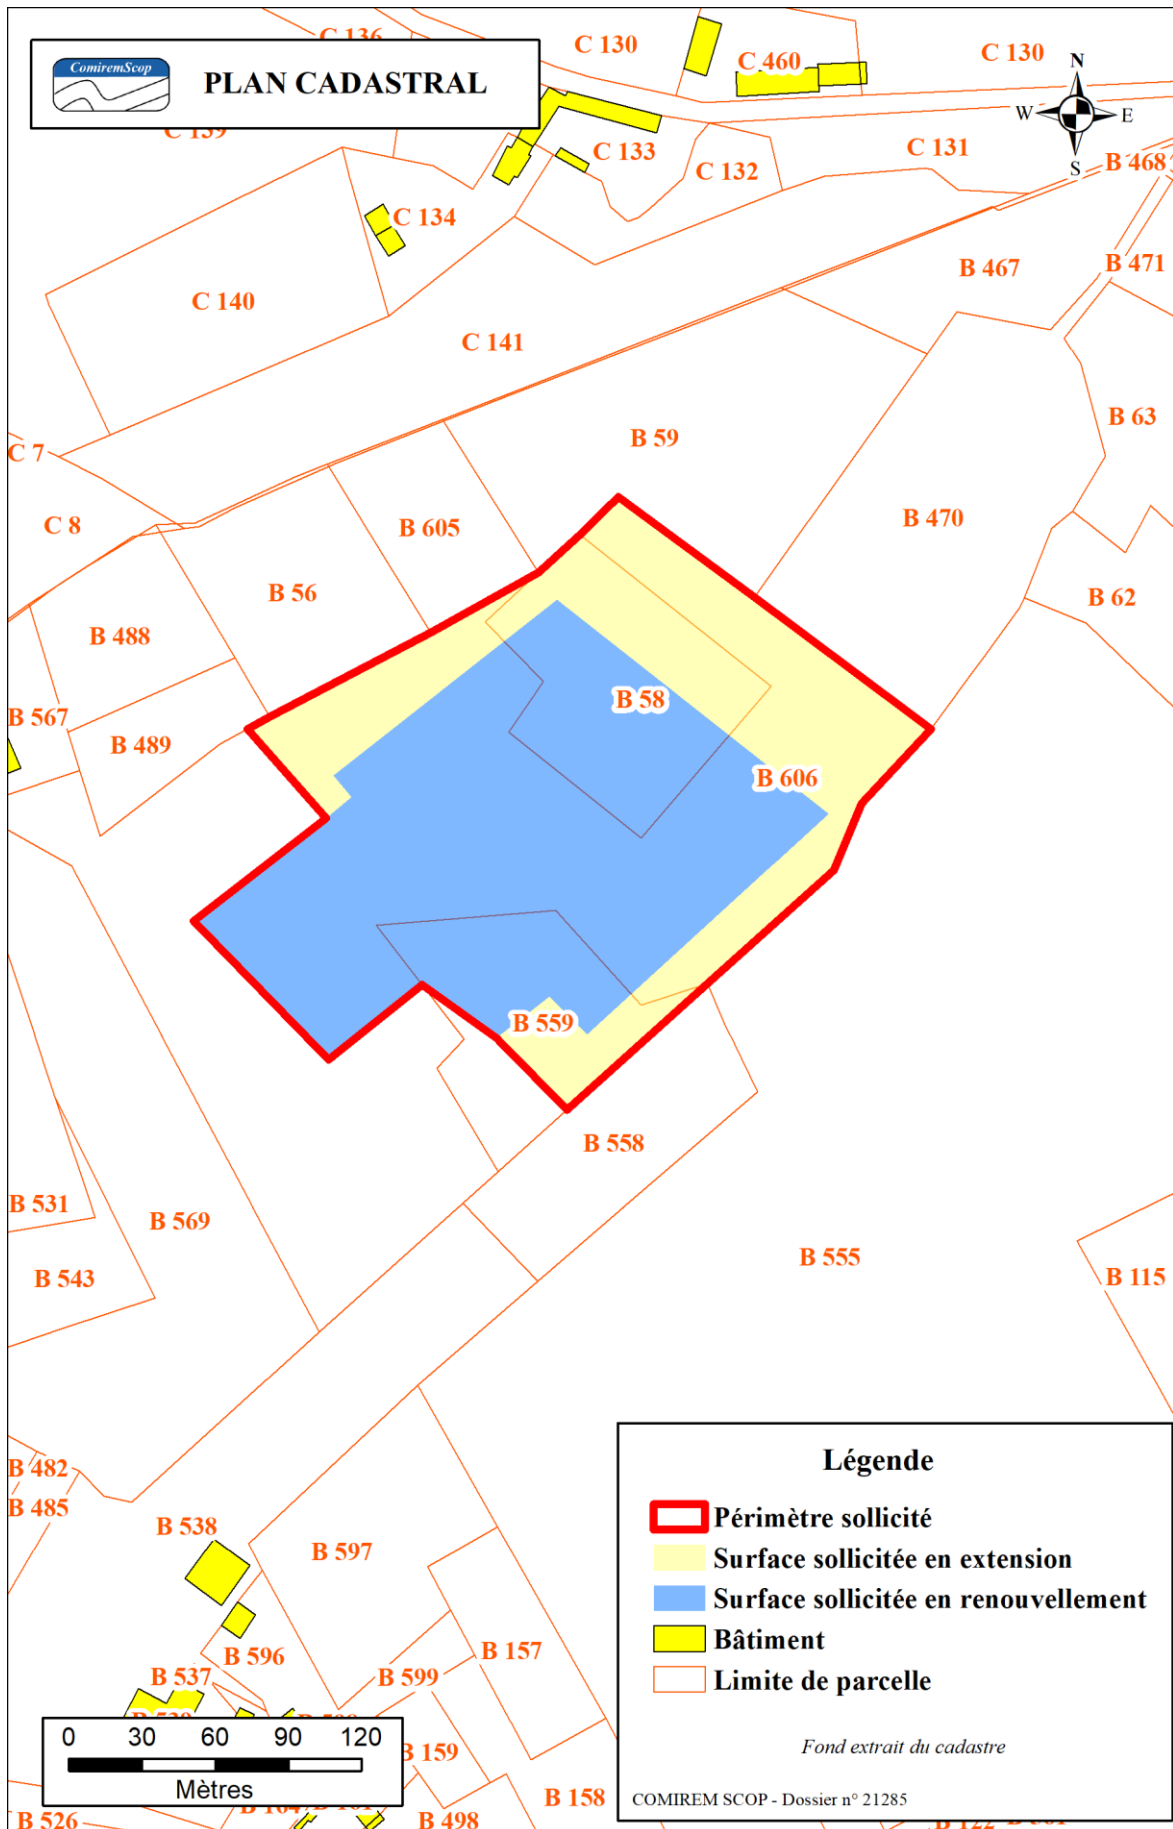 C 136
C 130
C 460
C 130
N
ComiremScop
PLAN CADASTRAL
W
E
S
C 139
C 133
C 132
C 131
B 468
C 134
B 467
B 471
C 140
C 141
B 63
B 59
C 7
B 470
C 8
B 605
B 56
B 62
B 488
B 58
B 567
B 489
B 606
B 559
B 558
B 531
B 569
B 555
B 543
B 115
Légende
B 482
B 485
Périmètre sollicité
B 538
B 597
Surface sollicitée en extension
Surface sollicitée en renouvellement
Bâtiment
B 157
B 596
B 537
B 599
Limite de parcelle
0 30 60 90 120
Mètres
B 159
Fond extrait du cadastre
B 158
COMIREM SCOP - Dossier n° 21285
B 526
B 498